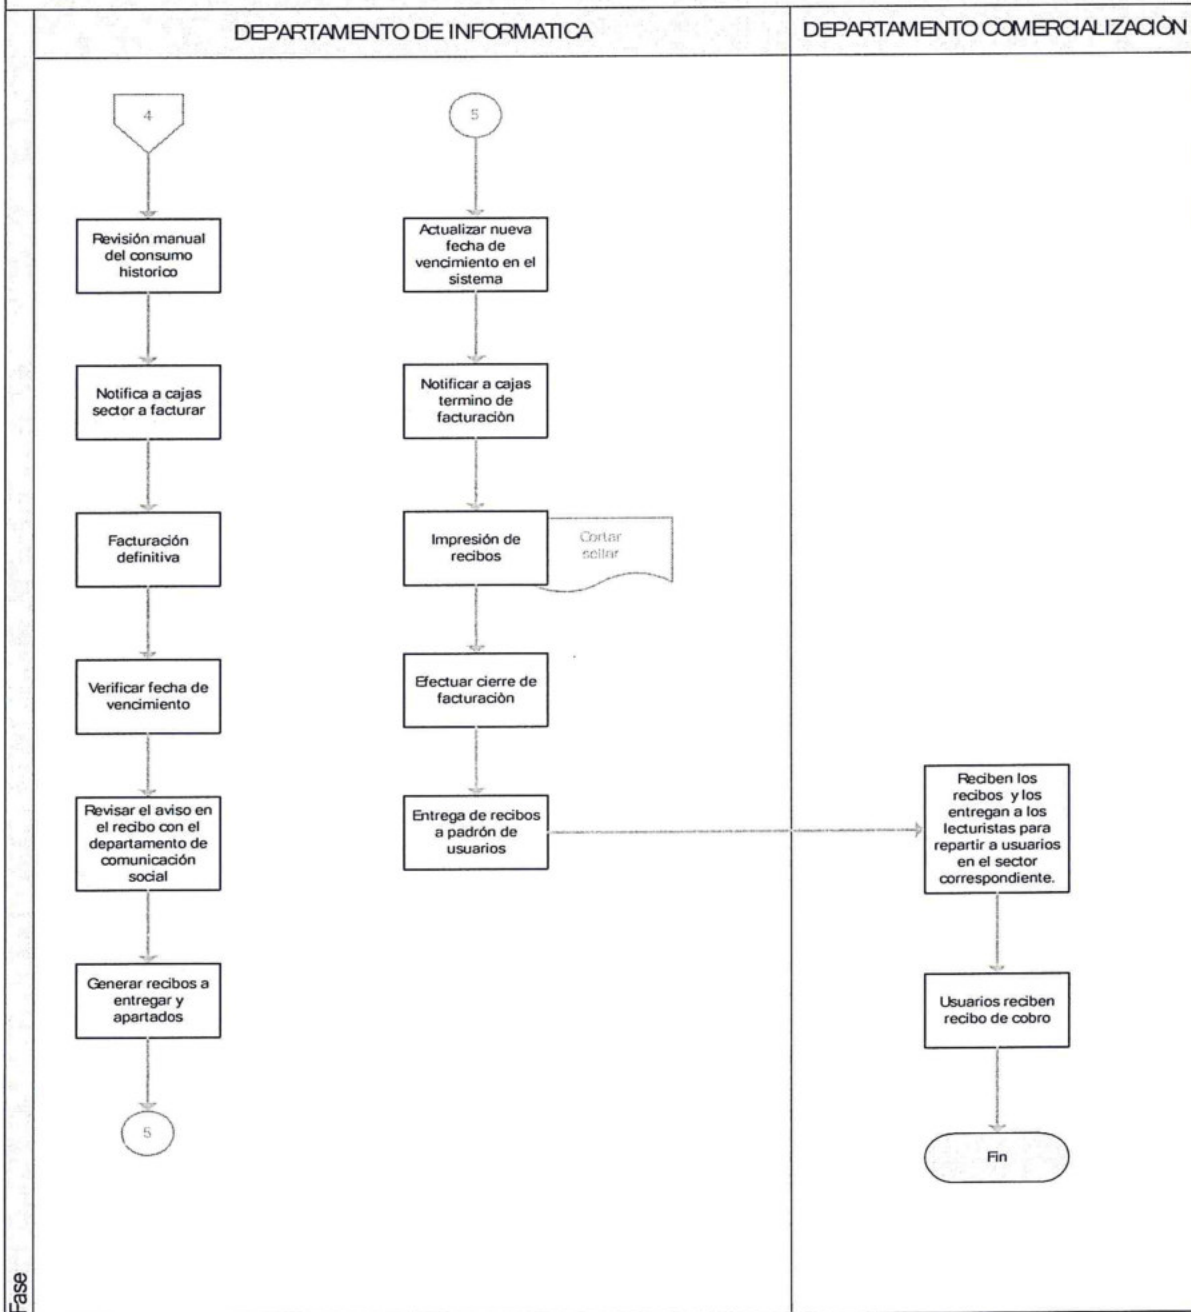 DEPARTAMENTO DE INFORMATICA
DEPARTAMENTO COMERCIALIZACIÒN
4
Revisión manual
del consumo
historico
Notifica a cajas
sector a facturar
Facturación
definitiva
Verificar fecha de
vencimiento
Revisar el aviso en
el recibo con el
departamento de
comunicación
social
Generar recibos a
entregar y
apartados
5
5
Actualizar nueva
fecha de
vencimiento en el
sistema
Notificar a cajas
termino de
facturaciòn
Impresión de
recibos
Cortar
sellar
Efectuar cierre de
facturaciòn
Entrega de recibos
a padrón de
usuarios
Reciben los
recibos y los
entregan a los
lecturistas para
repartir a usuarios
en el sector
correspondiente.
Usuarios reciben
recibo de cobro
Fin
Fase